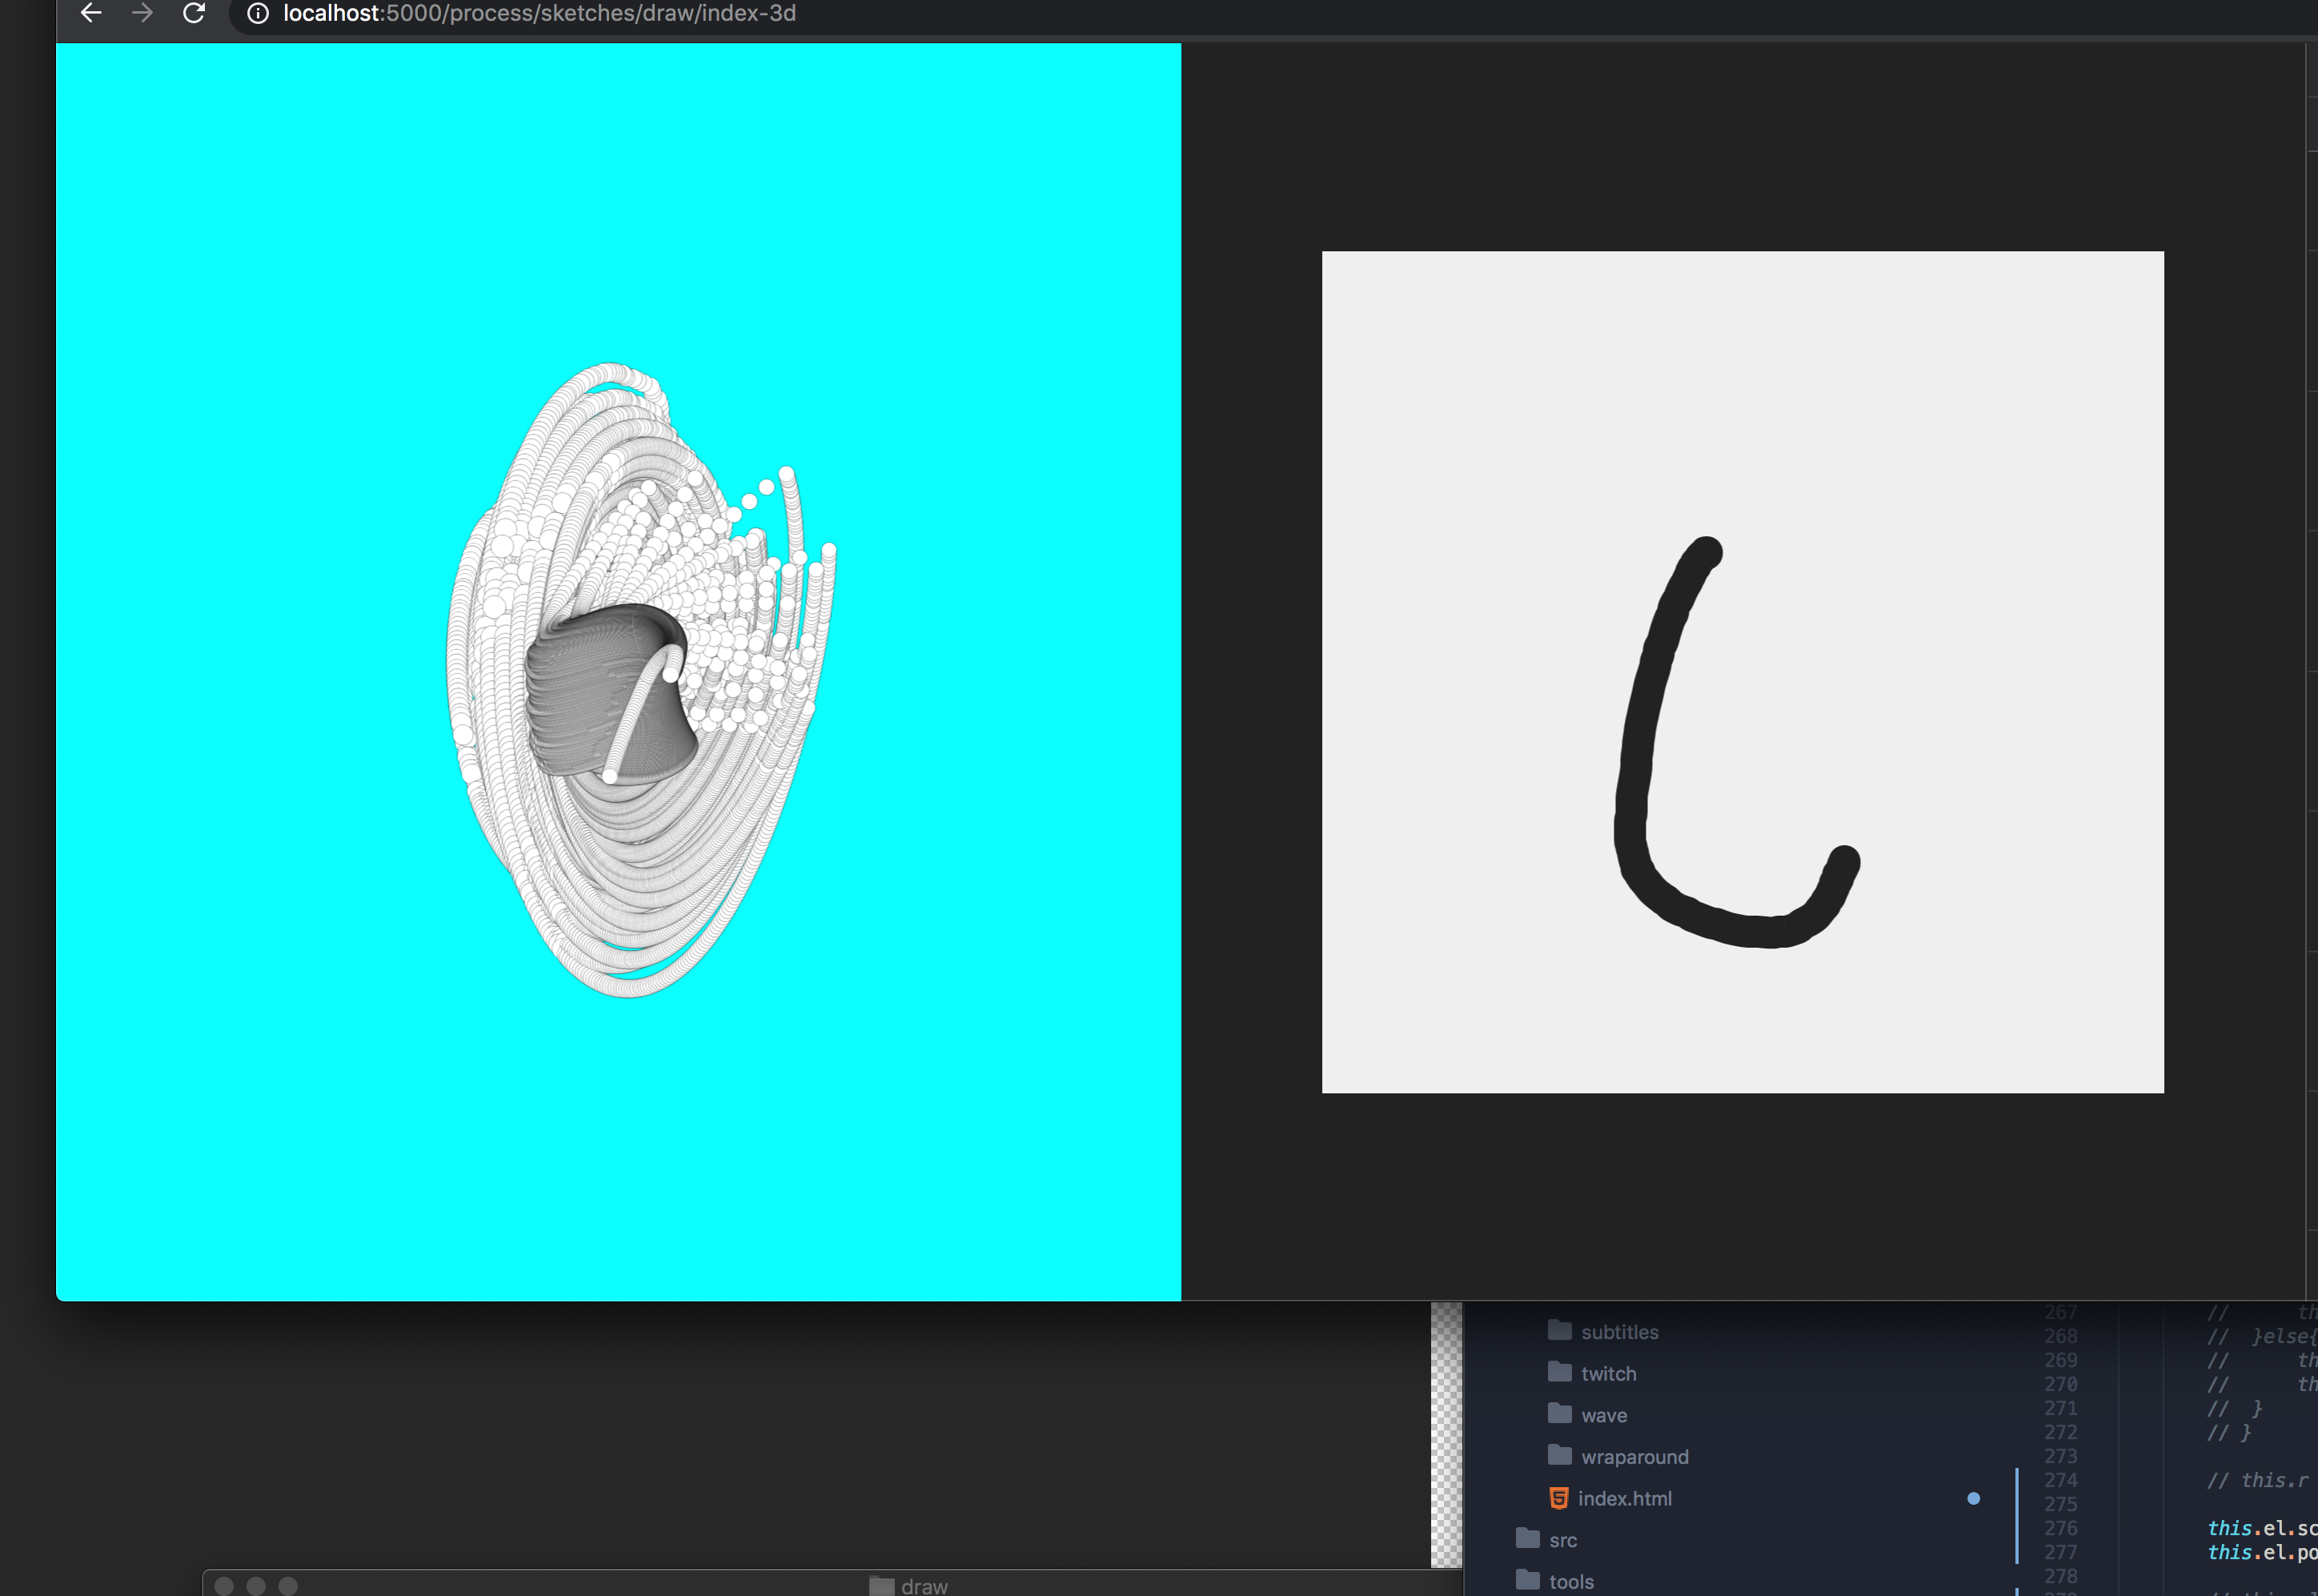 localhost:5000/process/sketches/draw/index-3d
subtitles
twitch
wave
wraparound
index.html
src
tools
draw
267 // th
268 // }else{
269 // th
270 // th
271 // }
272 // }
273
274 // this.r
275
276 this.el.sc
277 this.el.po
278